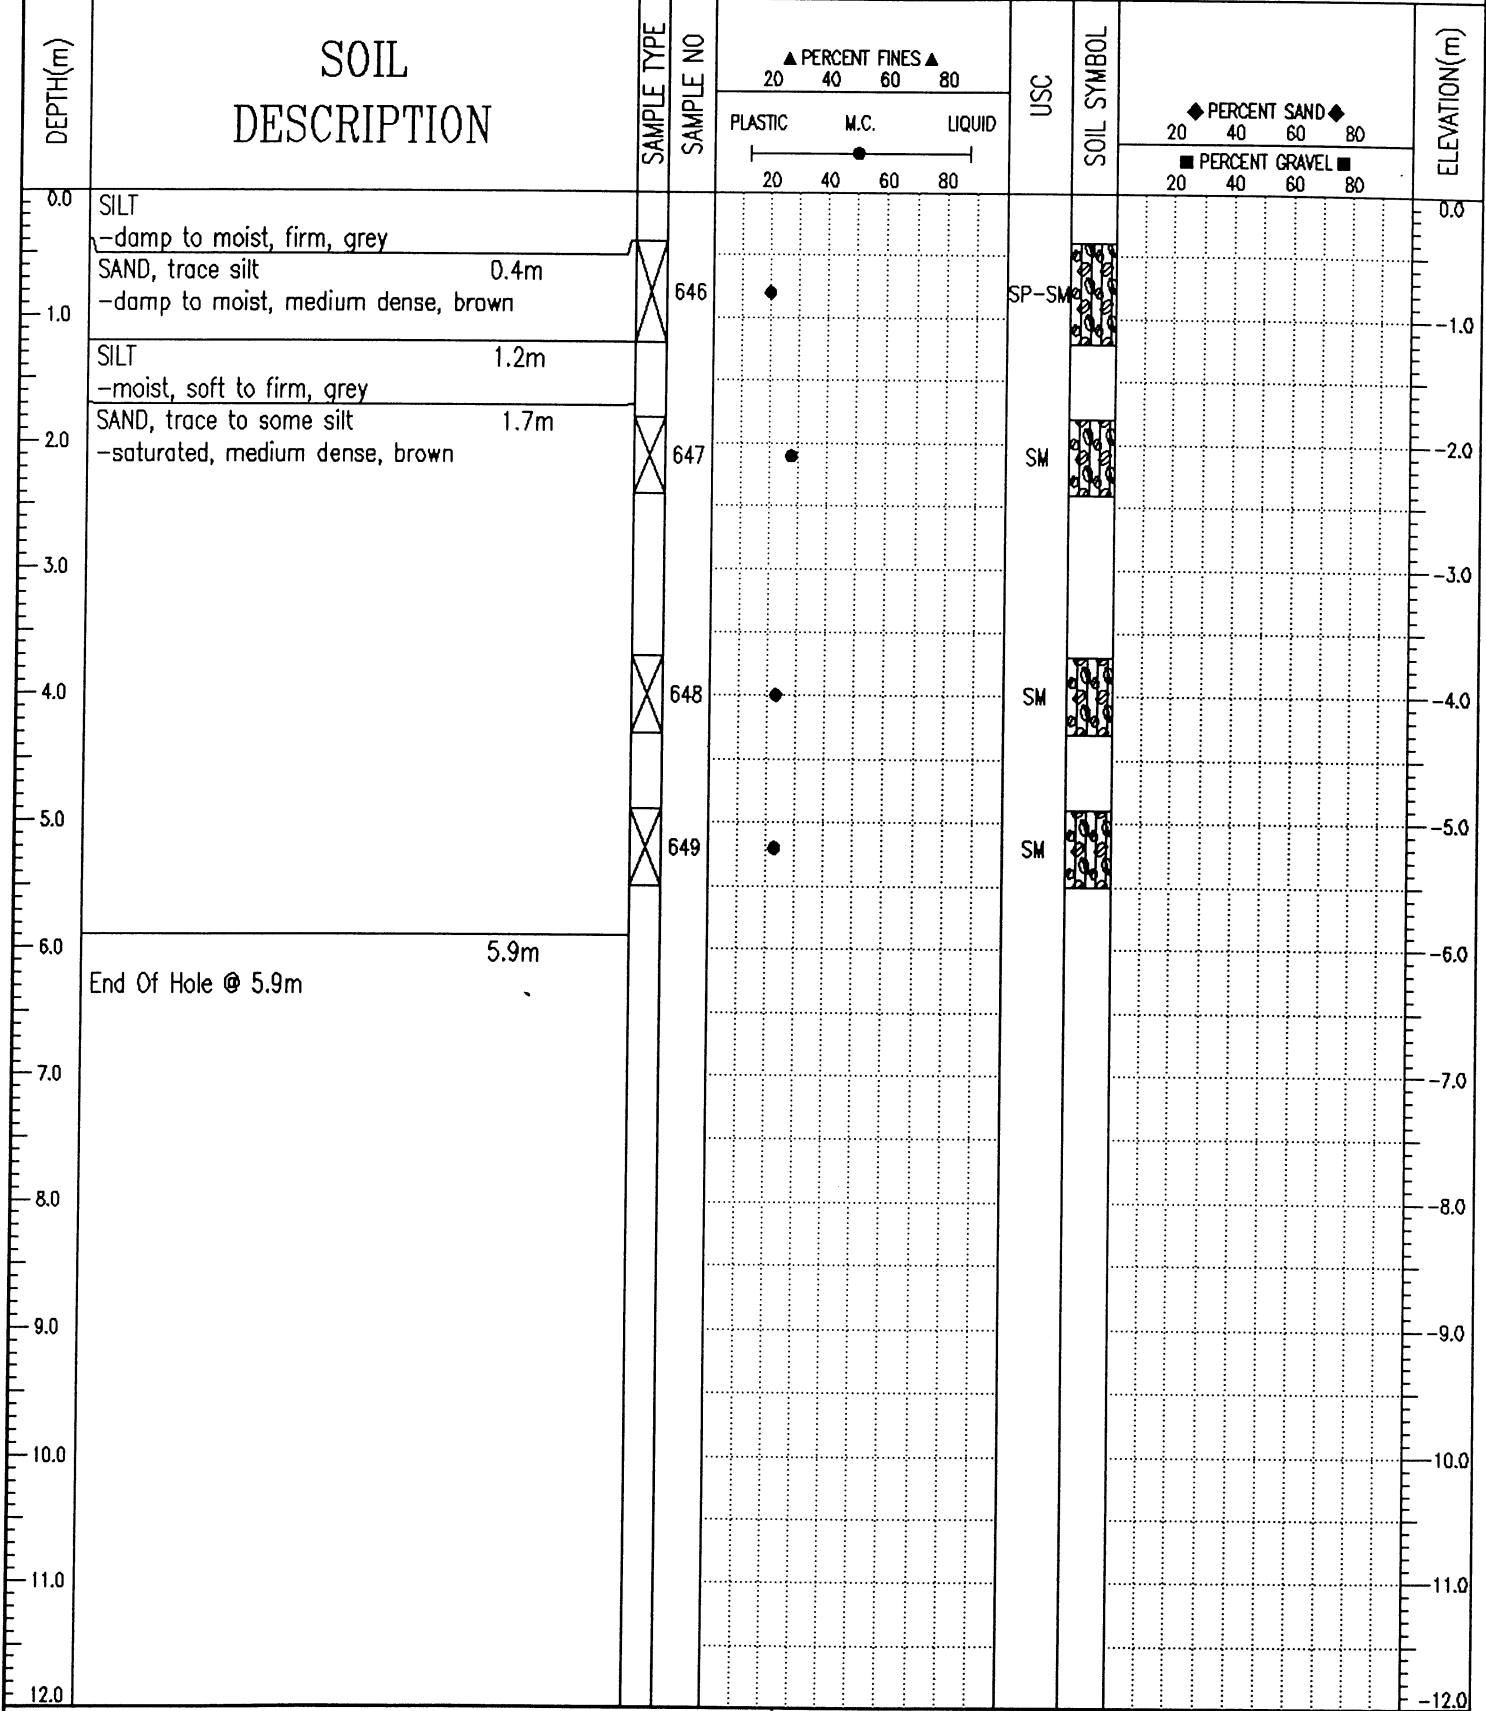 DEPTH(m)
SOIL
DESCRIPTION
SAMPLE TYPE
SAMPLE NO
▲ PERCENT FINES ▲
20 40 60 80
PLASTIC M.C. LIQUID
20 40 60 80
USC
SOIL SYMBOL
◆ PERCENT SAND ◆
20 40 60 80
■ PERCENT GRAVEL ■
20 40 60 80
ELEVATION(m)
0.0
SILT
-damp to moist, firm, grey
SAND, trace silt 0.4m
-damp to moist, medium dense, brown
646
SP-SM
1.0
-1.0
SILT 1.2m
-moist, soft to firm, grey
SAND, trace to some silt 1.7m
-saturated, medium dense, brown
647
SM
0.0
2.0
-2.0
3.0
-3.0
4.0
648
SM
-4.0
5.0
-5.0
649
SM
6.0
5.9m
-6.0
End Of Hole @ 5.9m
7.0
-7.0
8.0
-8.0
9.0
-9.0
10.0
-10.0
11.0
-11.0
12.0
-12.0